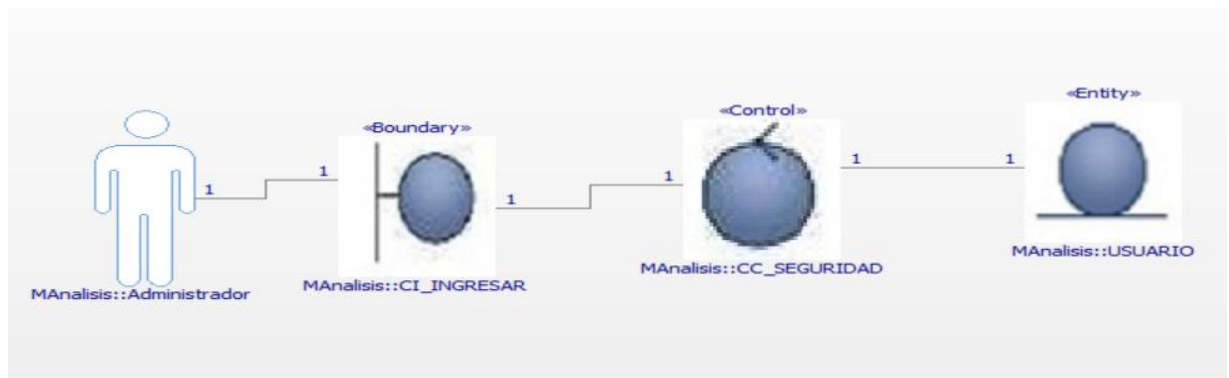 «Entity»
«Control»
«Boundary»
1
1
1
1
1
1
MAnalisis::USUARIO
MAnalisis::CC_SEGURIDAD
MAnalisis::CI_INGRESAR
MAnalisis::Administrador